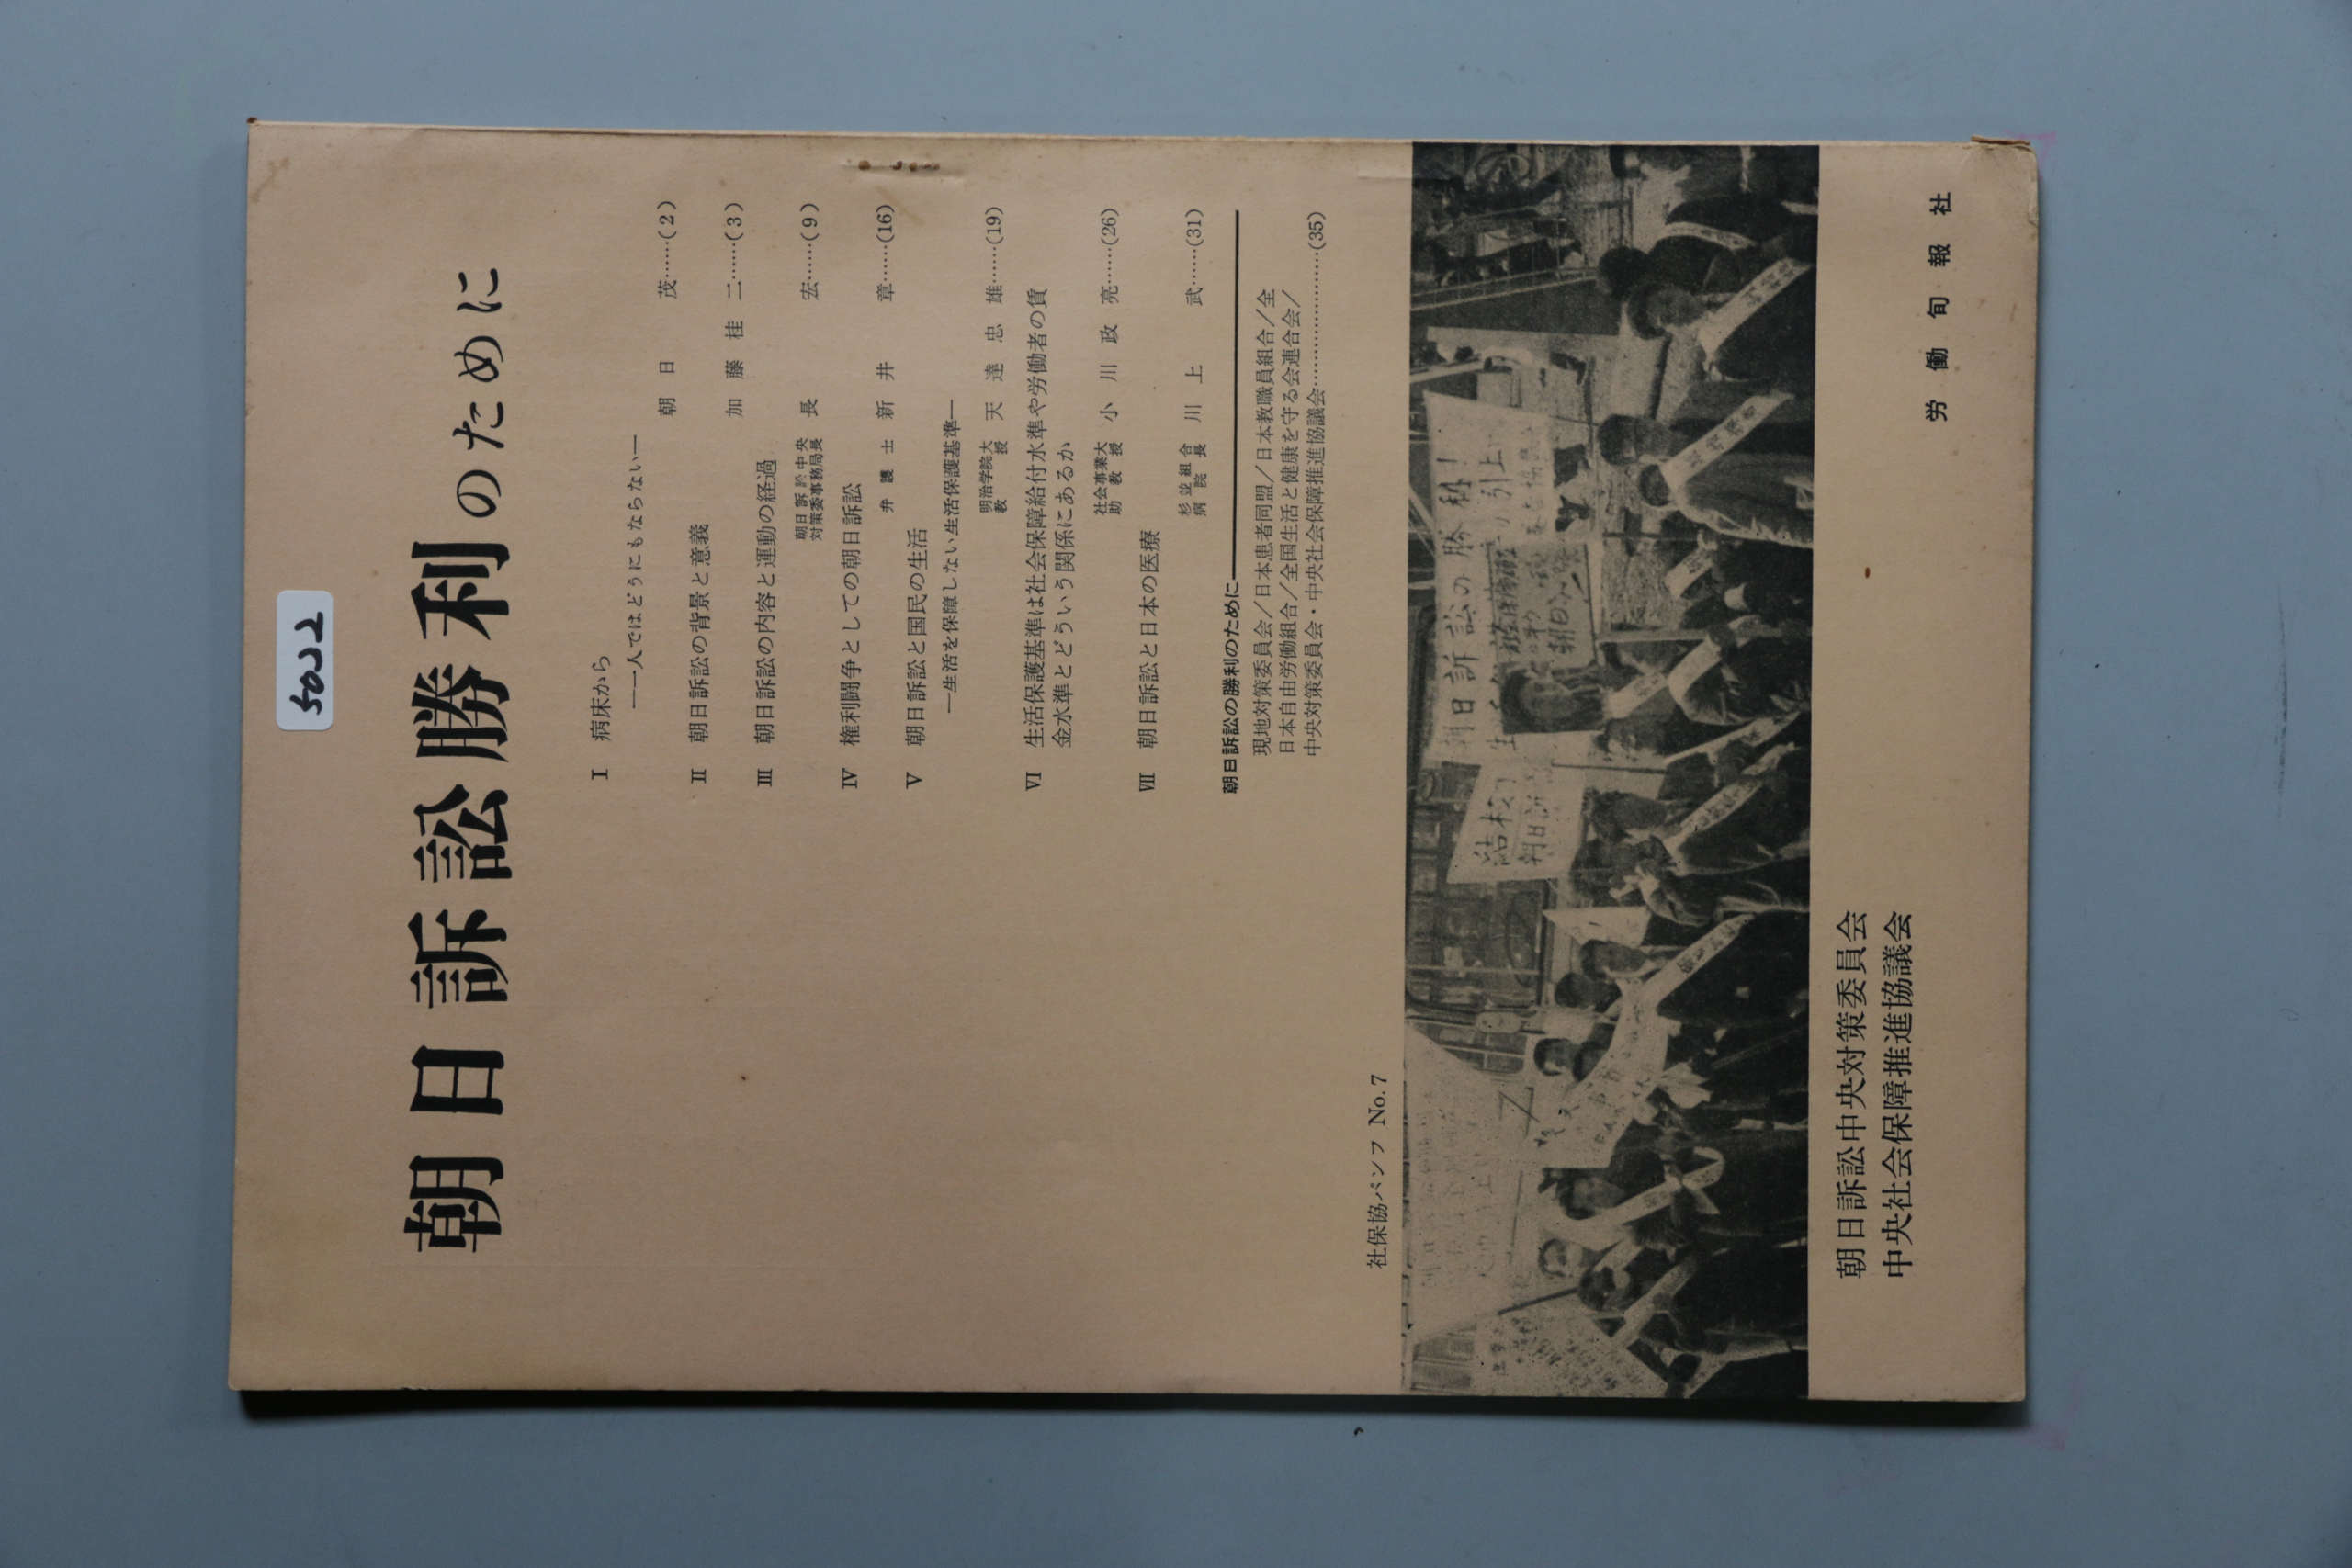 5022
朝日訴訟勝利のために
I 病床から
―一人ではどうにもならない―
朝日茂……(2)
II 朝日訴訟の背景と意義
加藤桂二……(3)
III 朝日訴訟の内容と運動の経過
朝日訴訟中央対策委事務局長 長宏……(9)
IV 権利闘争としての朝日訴訟
弁護士 新井章……(16)
V 朝日訴訟と国民の生活
―生活を保障しない生活保護基準―
明治学院大教授 天達忠雄……(19)
VI 生活保護基準は社会保障給付水準や労働者の賃
金水準とどういう関係にあるか
社会事業大助教授 小川政亮……(26)
VII 朝日訴訟と日本の医療
杉並組合病院長 川上武……(31)
朝日訴訟の勝利のために
現地対策委員会/日本患者同盟/日本教職員組合/全
日本自由労働組合/全国生活と健康を守る会連合会/
中央対策委員会・中央社会保障推進協議会……………………(35)
社保協パンフ No.7
朝日訴訟の勝利!
結核
朝日訴
朝日訴訟中央対策委員会
中央社会保障推進協議会
労働旬報社